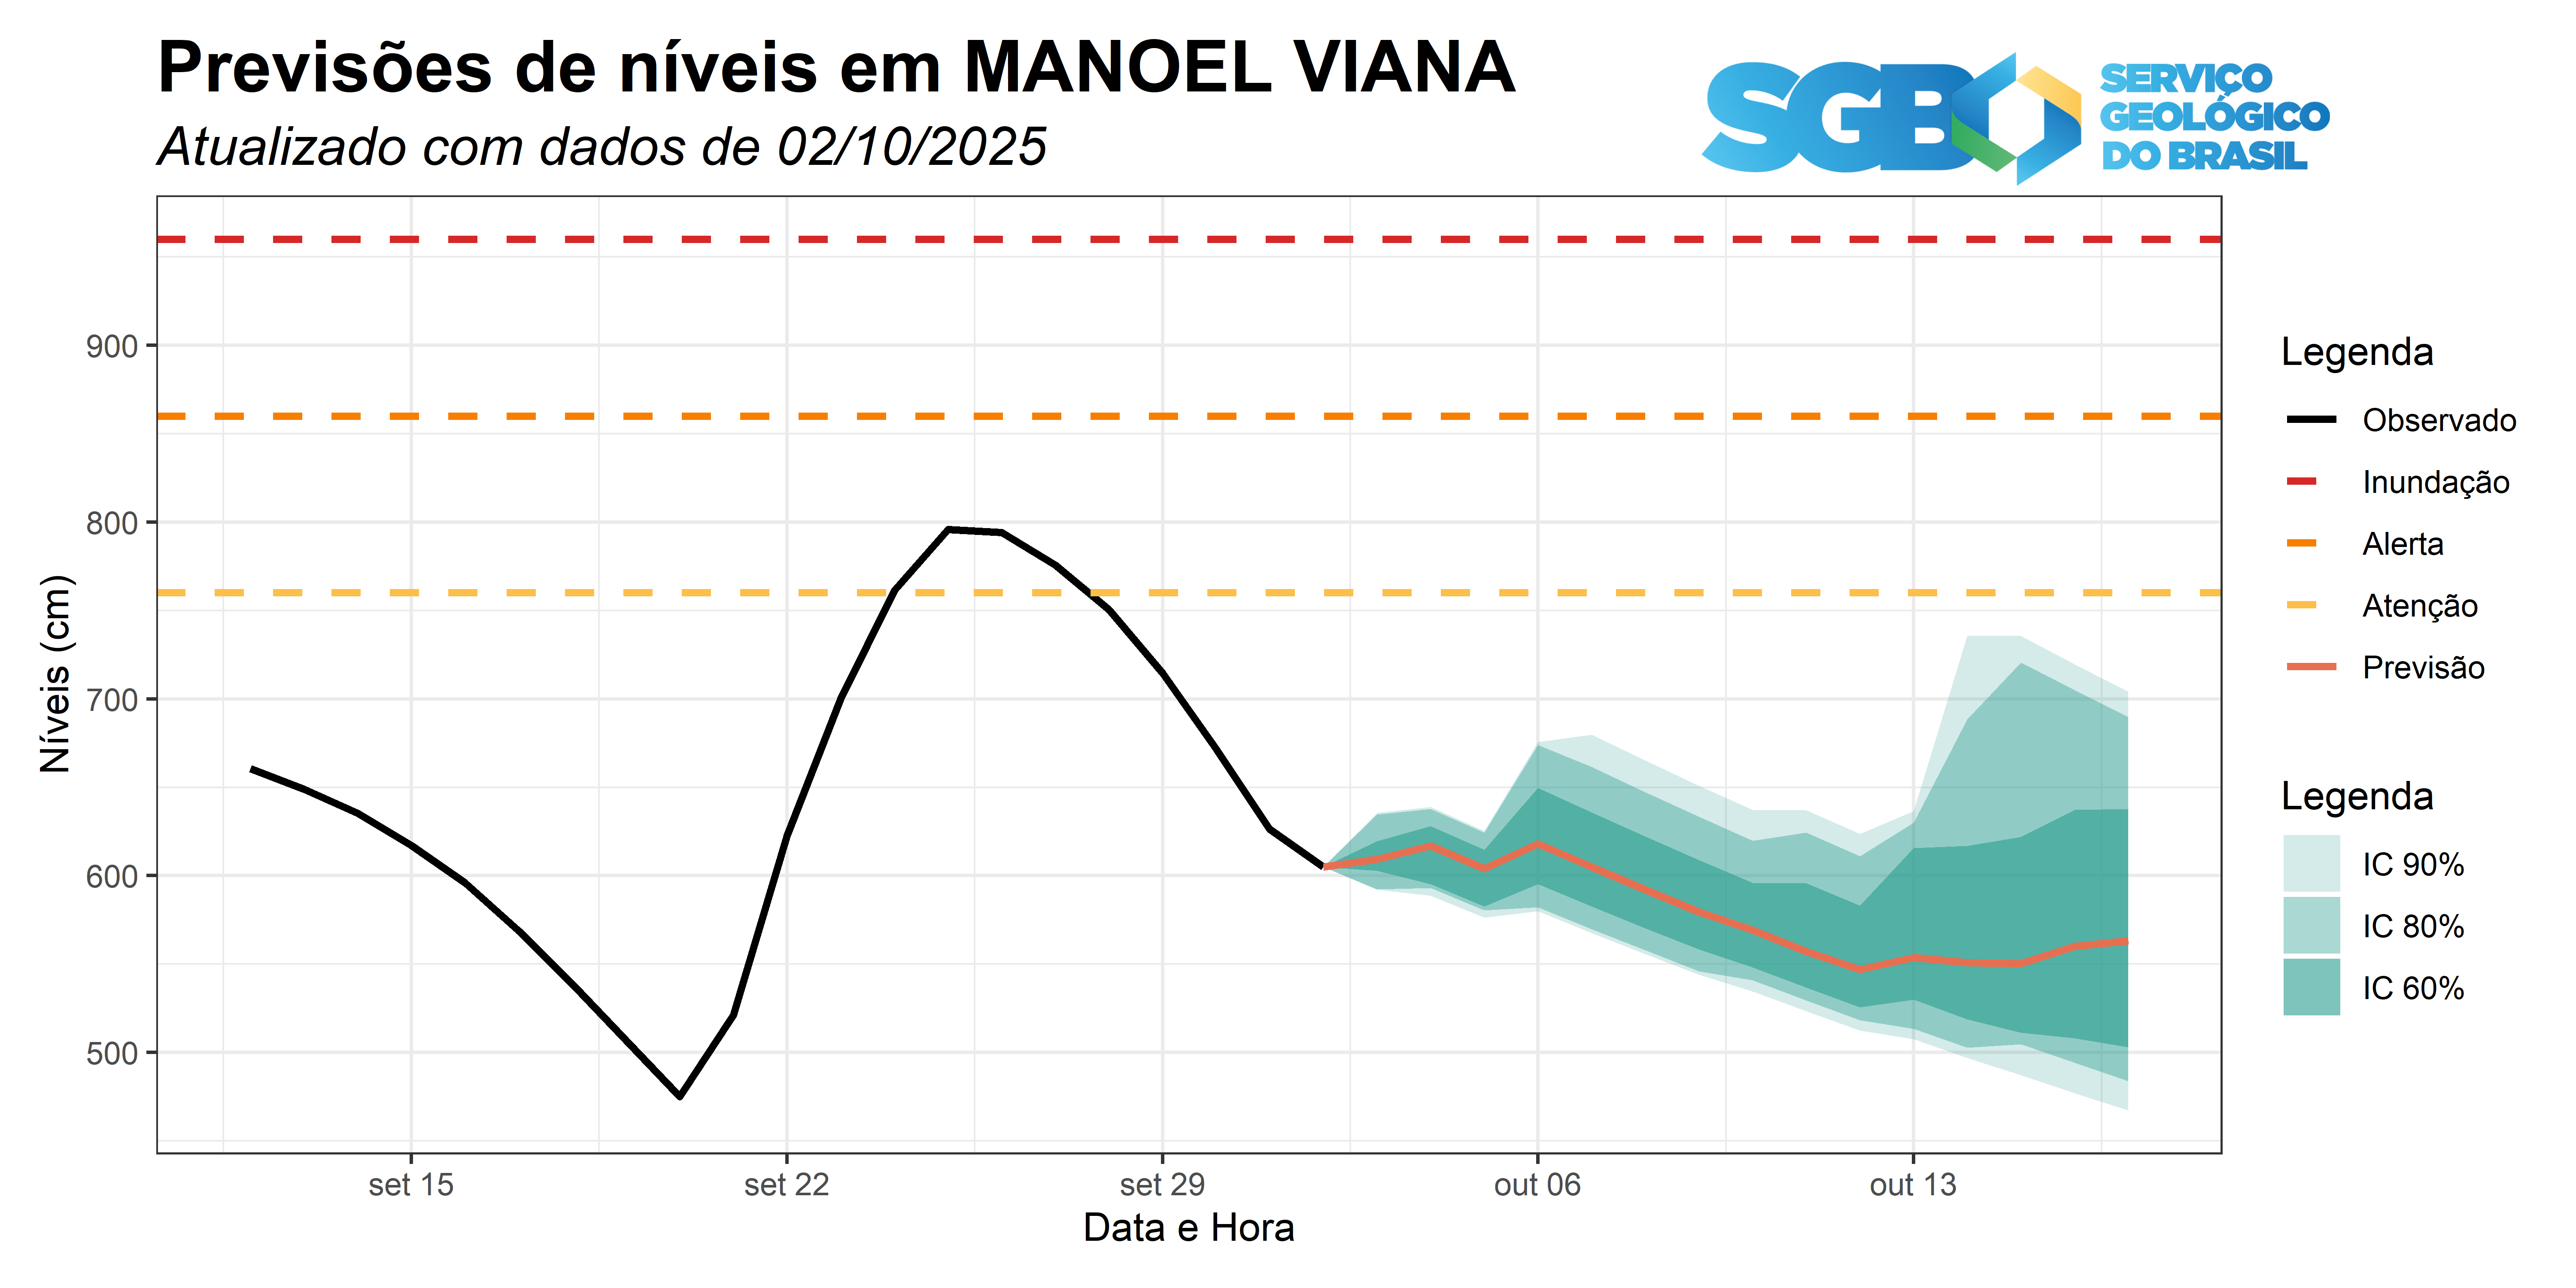 Previsões de níveis em MANOEL VIANA
Atualizado com dados de 02/10/2025
SGB
SERVIÇO
GEOLÓGICO
DO BRASIL
Níveis (cm)
900
800
700
600
500
set 15
set 22
set 29
out 06
out 13
Data e Hora
Legenda
Observado
Inundação
Alerta
Atenção
Previsão
Legenda
IC 90%
IC 80%
IC 60%